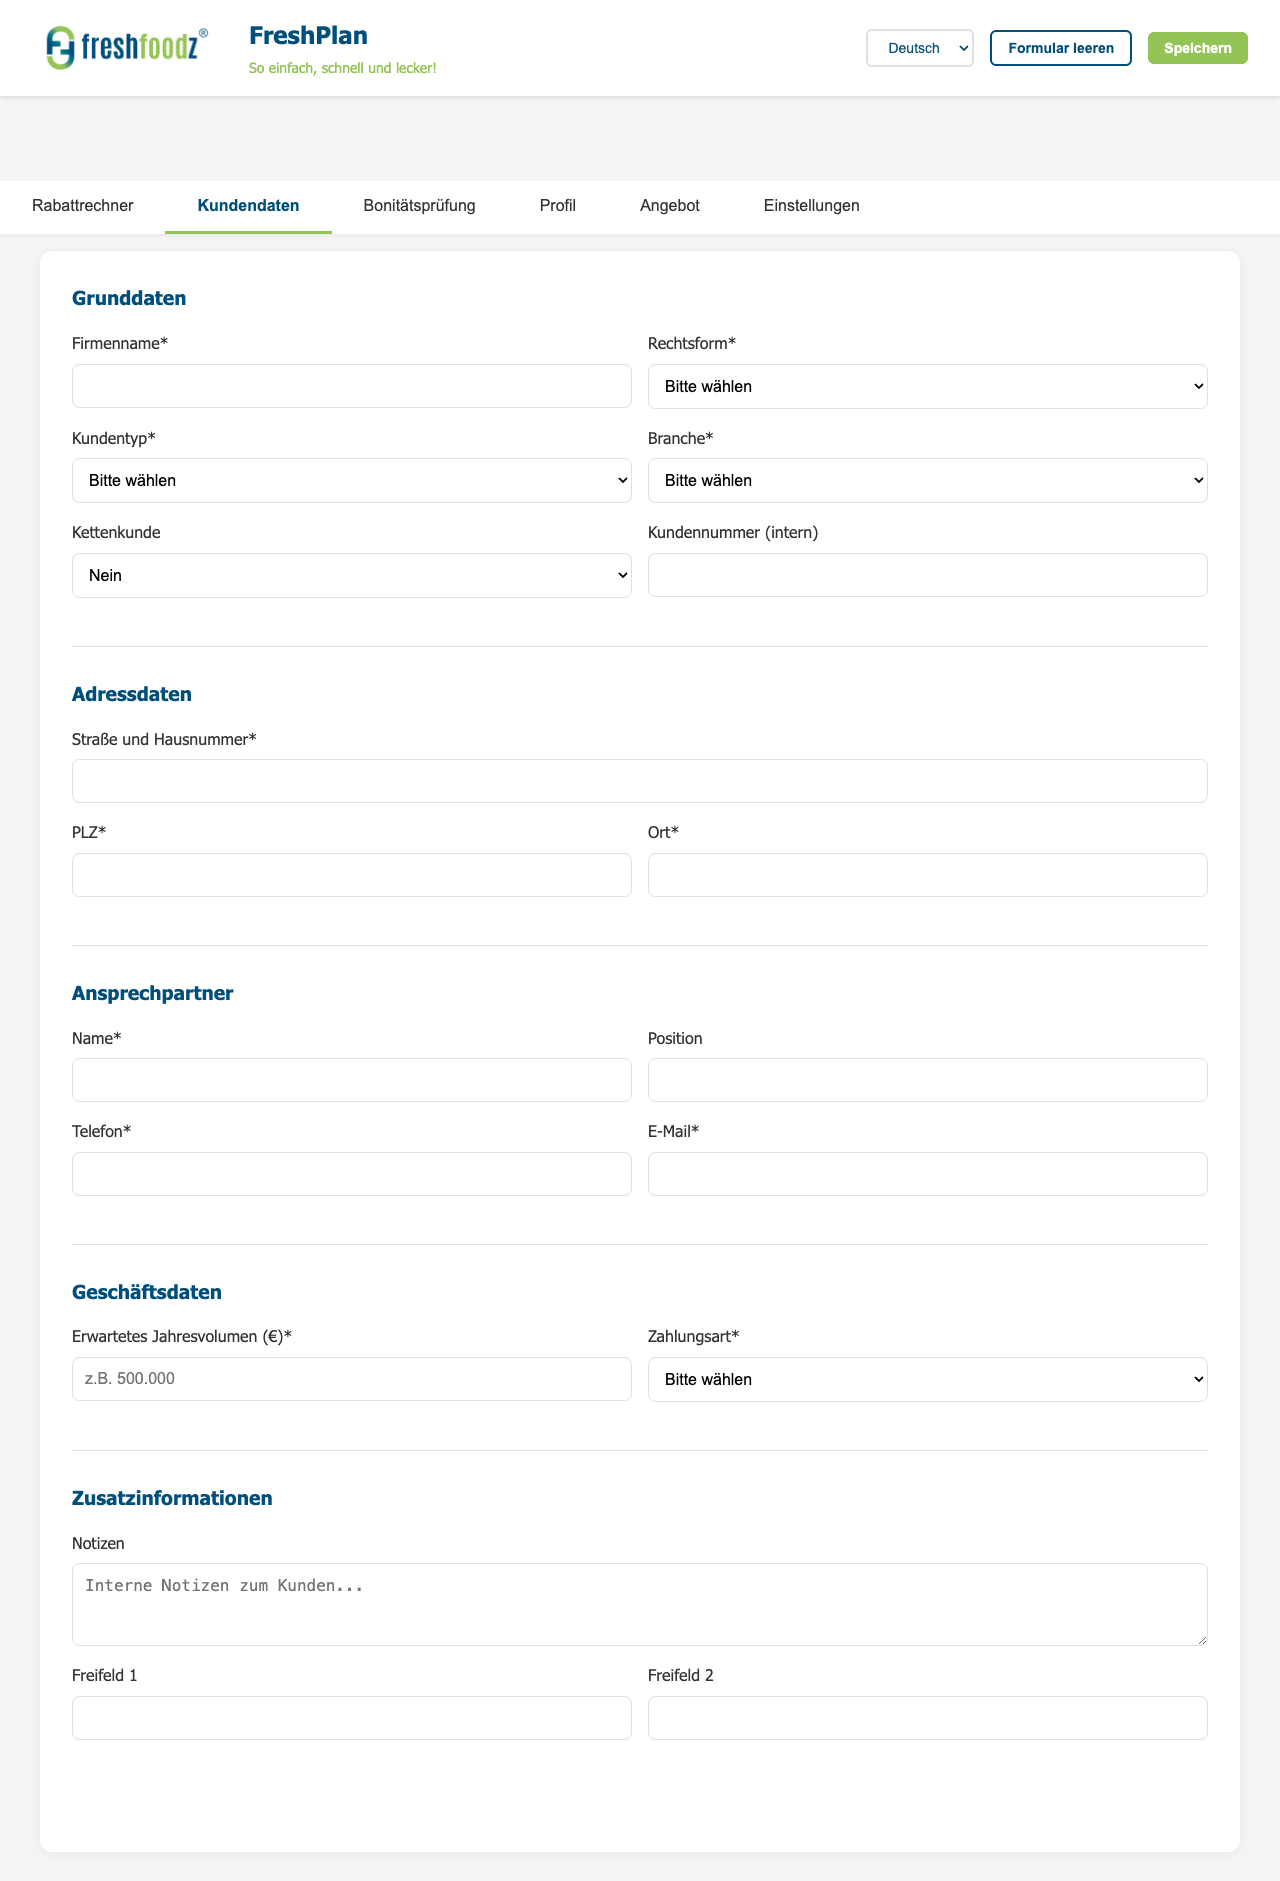 freshfoodz®
FreshPlan
So einfach, schnell und lecker!
Deutsch
Formular leeren
Speichern
Rabattrechner
Kundendaten
Bonitätsprüfung
Profil
Angebot
Einstellungen
Grunddaten
Firmenname*
Rechtsform*
Bitte wählen
Kundentyp*
Branche*
Bitte wählen
Bitte wählen
Kettenkunde
Kundennummer (intern)
Nein
Adressdaten
Straße und Hausnummer*
PLZ*
Ort*
Ansprechpartner
Name*
Position
Telefon*
E-Mail*
Geschäftsdaten
Erwartetes Jahresvolumen (€)*
Zahlungsart*
z.B. 500.000
Bitte wählen
Zusatzinformationen
Notizen
Interne Notizen zum Kunden...
Freifeld 1
Freifeld 2